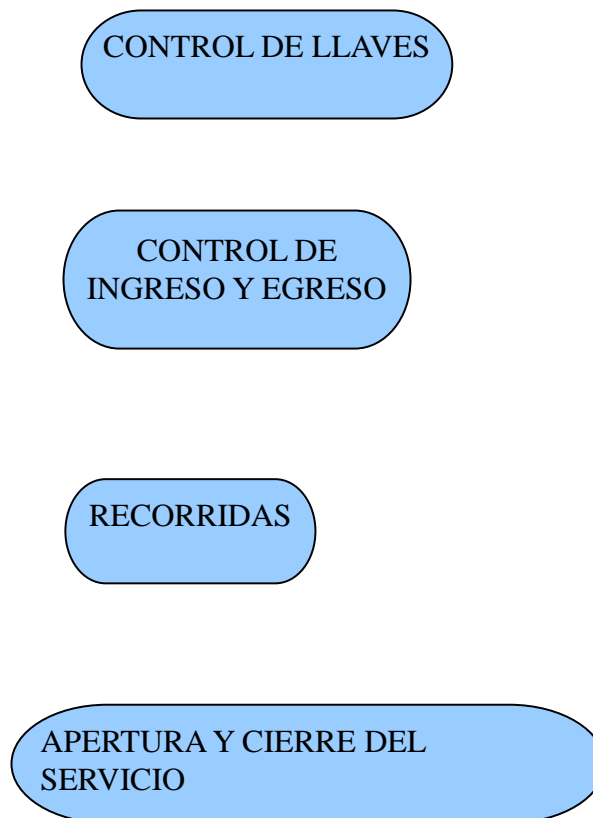 CONTROL DE LLAVES
CONTROL DE
INGRESO Y EGRESO
RECORRIDAS
APERTURA Y CIERRE DEL
SERVICIO